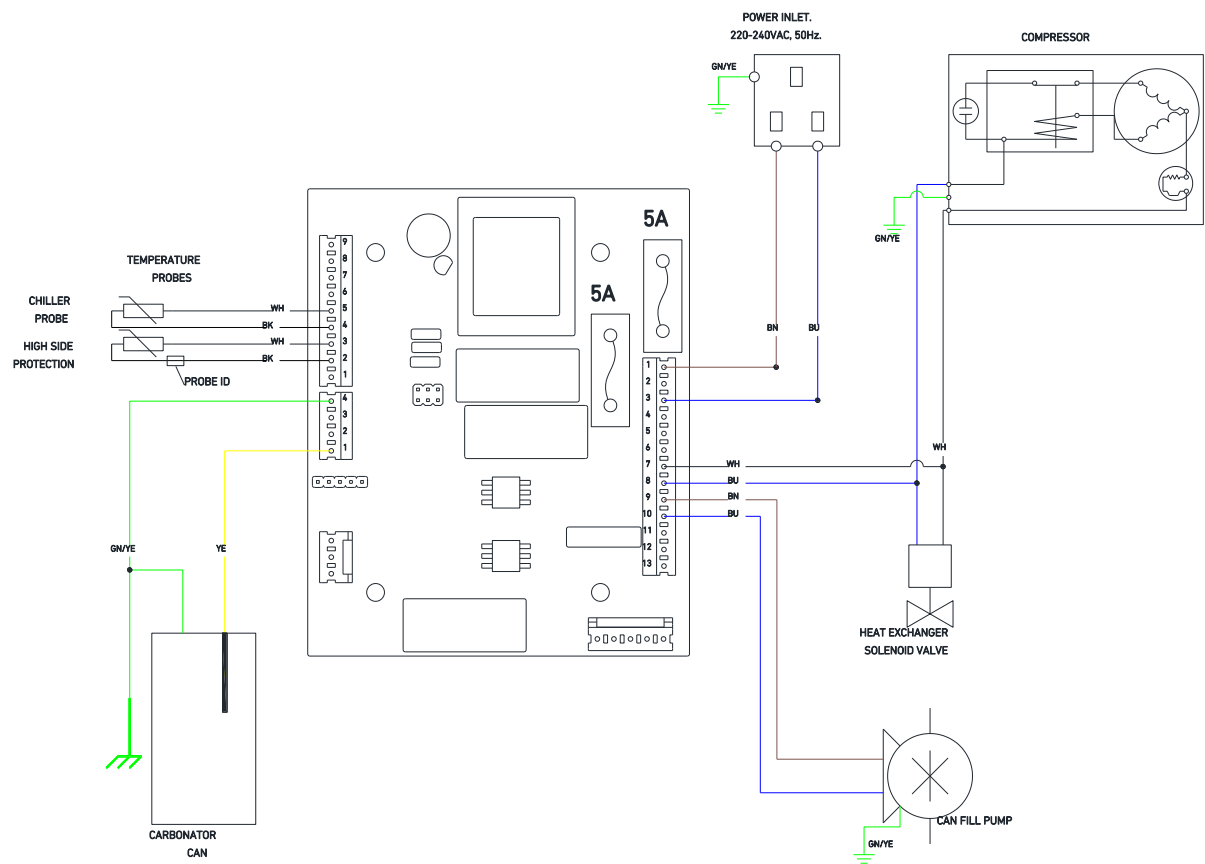 POWER INLET.
220-240VAC, 50Hz.
GN/YE
COMPRESSOR
GN/YE
5A
5A
TEMPERATURE
PROBES
CHILLER
PROBE
HIGH SIDE
PROTECTION
WH
BK
WH
BK
PROBE ID
9
8
7
6
5
4
3
2
1
4
3
2
1
BN
BU
1
2
3
4
5
6
7
8
9
10
11
12
13
WH
BU
BN
BU
WH
GN/YE
YE
HEAT EXCHANGER
SOLENOID VALVE
CAN FILL PUMP
GN/YE
CARBONATOR
CAN